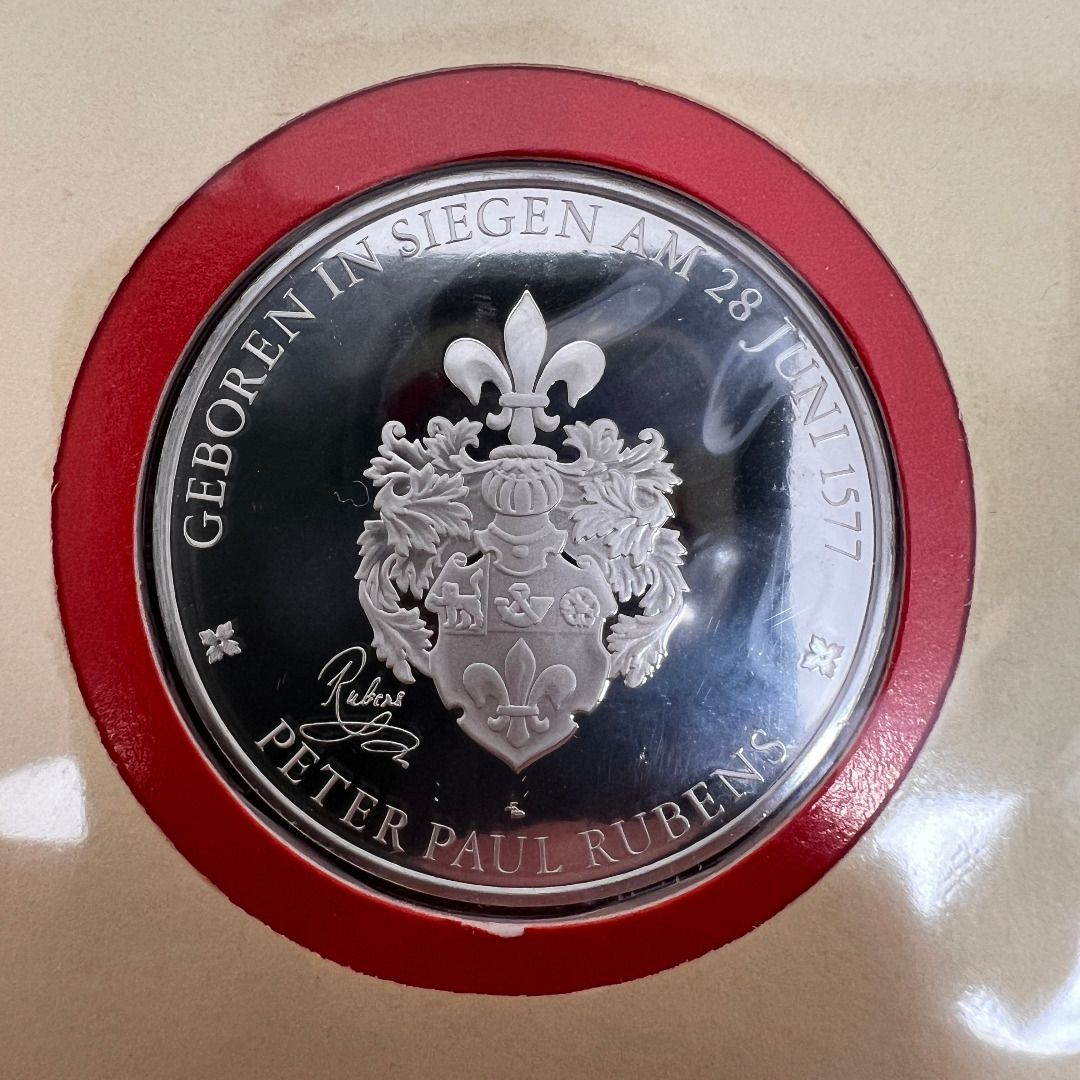 GEBOREN IN SIEGEN AM 28 JUNI 1577
Rubens
PETER PAUL RUBENS